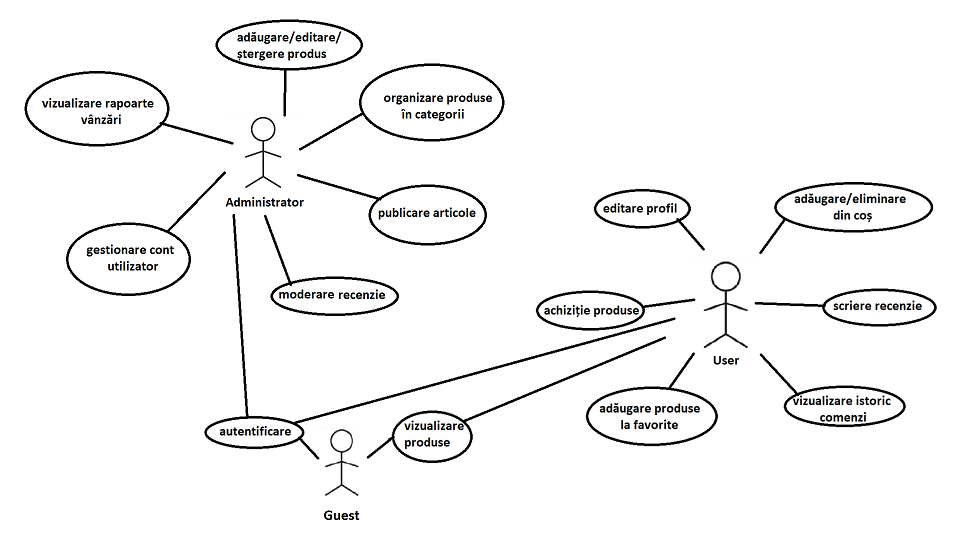 adăugare/editare/
ștergere produs
vizualizare rapoarte
vânzări
organizare produse
în categorii
Administrator
publicare articole
gestionare cont
utilizator
moderare recenzie
editare profil
adăugare/eliminare
din coș
achiziție produse
scriere recenzie
User
adăugare produse
la favorite
vizualizare istoric
comenzi
autentificare
vizualizare
produse
Guest